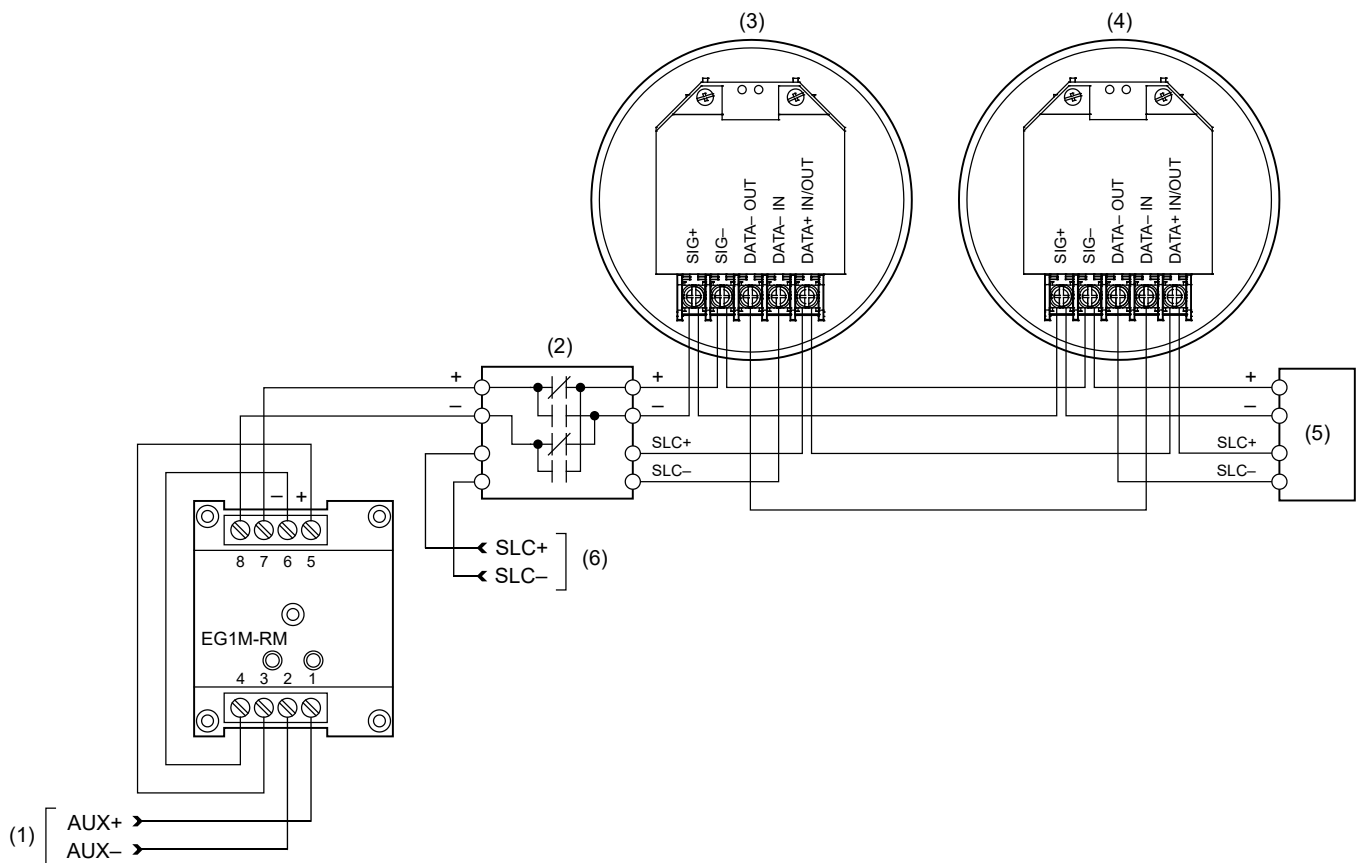 (3)
(4)
SIG+
SIG–
DATA– OUT
DATA– IN
DATA+ IN/OUT
SIG+
SIG–
DATA– OUT
DATA– IN
DATA+ IN/OUT
(2)
+
–
+
–
SLC+
SLC–
+
–
SLC+
SLC–
(5)
– +
8 7 6 5
SLC+
SLC–
(6)
EG1M-RM
4 3 2 1
(1)
AUX+
AUX–